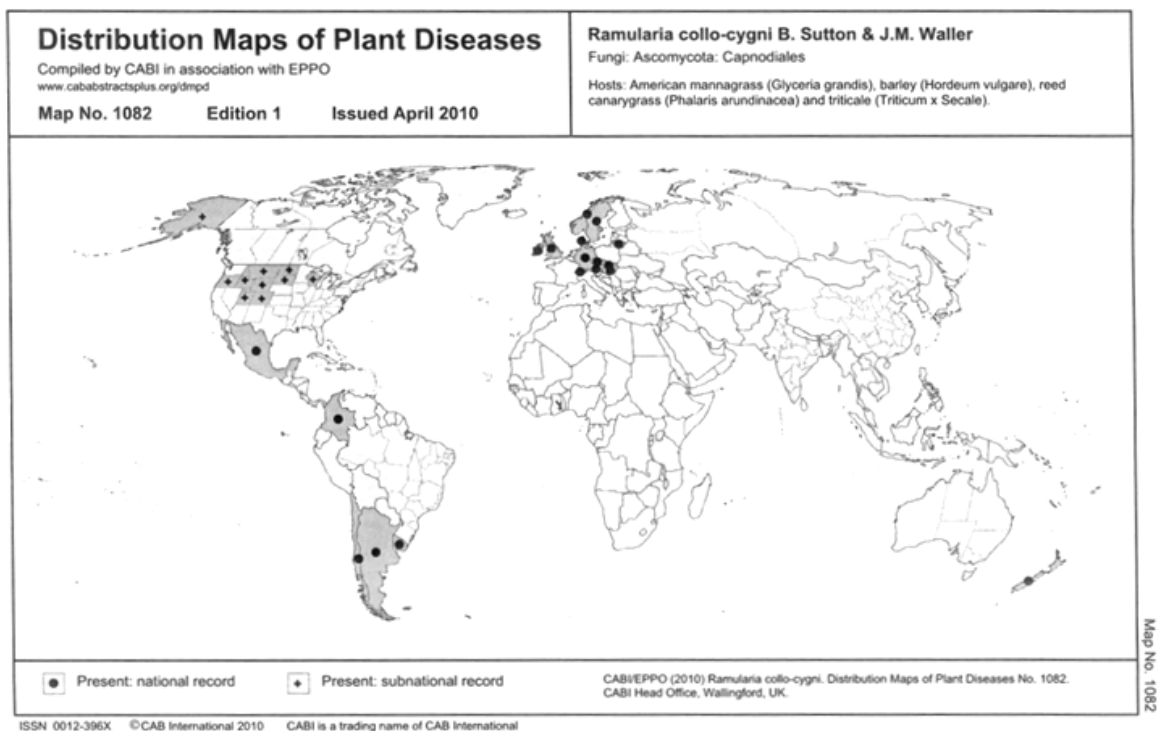 Distribution Maps of Plant Diseases
Compiled by CABI in association with EPPO
www.cababstractsplus.org/dmpd
Map No. 1082 Edition 1 Issued April 2010
Ramularia collo-cygni B. Sutton & J.M. Waller
Fungi: Ascomycota: Capnodiales
Hosts: American mannagrass (Glyceria grandis), barley (Hordeum vulgare), reed
canarygrass (Phalaris arundinacea) and triticale (Triticum x Secale).
Present: national record
Present: subnational record
CABI/EPPO (2010) Ramularia collo-cygni. Distribution Maps of Plant Diseases No. 1082.
CABI Head Office, Wallingford, UK.
Map No. 1082
ISSN 0012-396X ©CAB International 2010 CABI is a trading name of CAB International